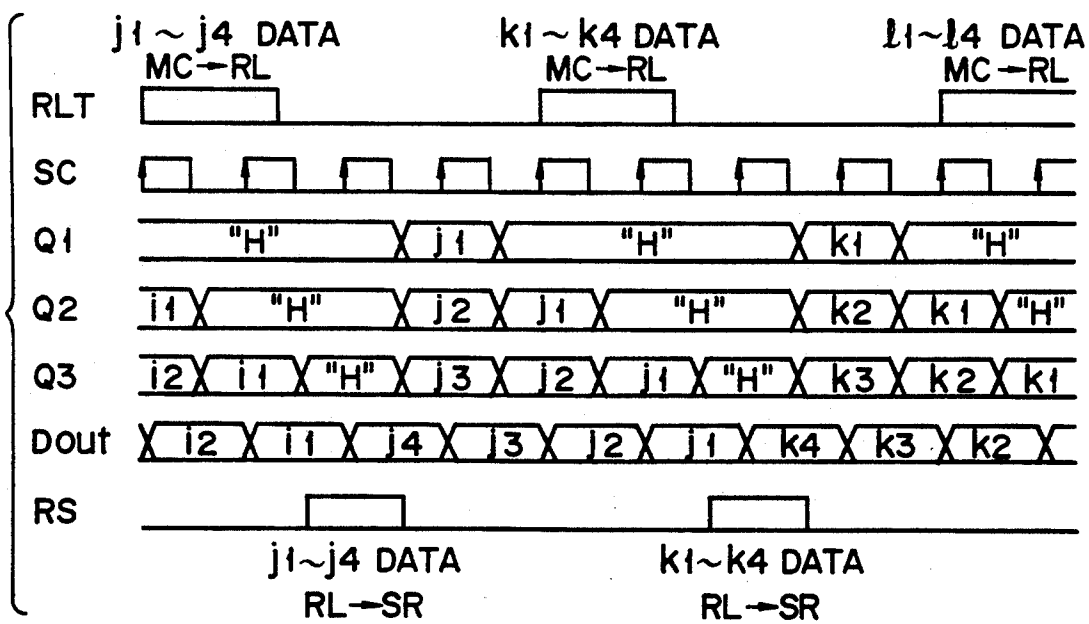 j1~j4 DATA k1~k4 DATA ℓ1~ℓ4 DATA
MC→RL MC→RL MC→RL
RLT
SC
Q1 "H" j1 "H" k1 "H"
Q2 i1 "H" j2 j1 "H" k2 k1 "H"
Q3 i2 i1 "H" j3 j2 j1 "H" k3 k2 k1
Dout i2 i1 j4 j3 j2 j1 k4 k3 k2
RS
j1~j4 DATA k1~k4 DATA
RL→SR RL→SR